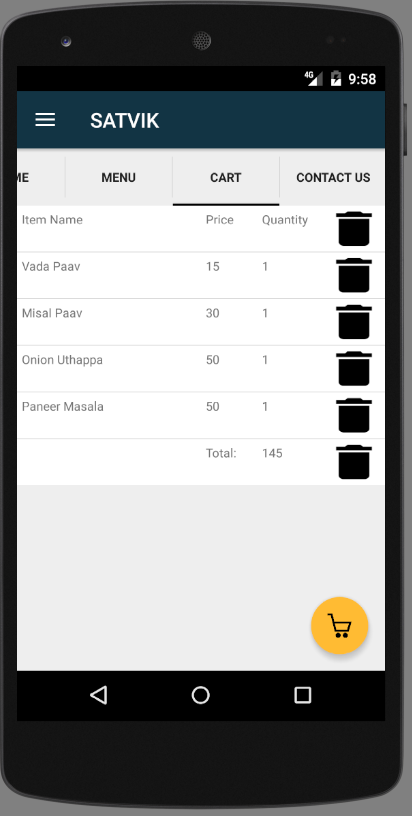 4G 9:58
SATVIK
ME MENU CART CONTACT US
Item Name Price Quantity
Vada Paav 15 1
Misal Paav 30 1
Onion Uthappa 50 1
Paneer Masala 50 1
Total: 145